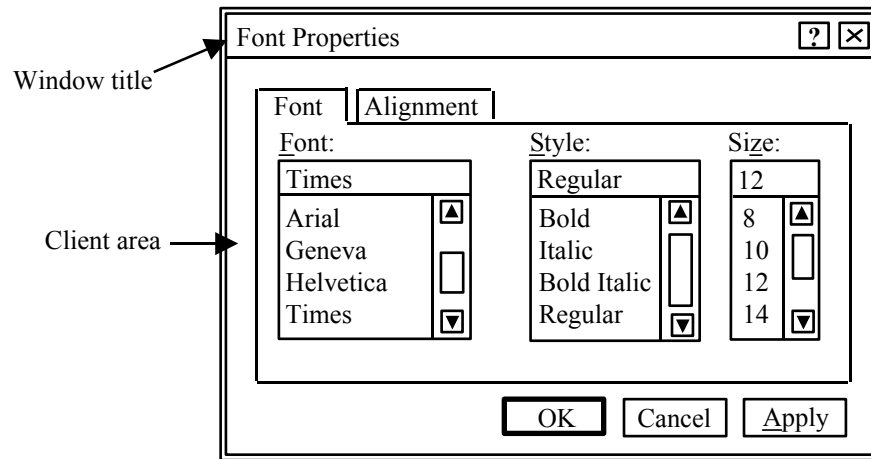 Font Properties ? ×
Window title
Font Alignment
Font: Style: Size:
Times Regular 12
Arial Bold 8
Client area Geneva Italic 10
Helvetica Bold Italic 12
Times Regular 14
OK Cancel Apply